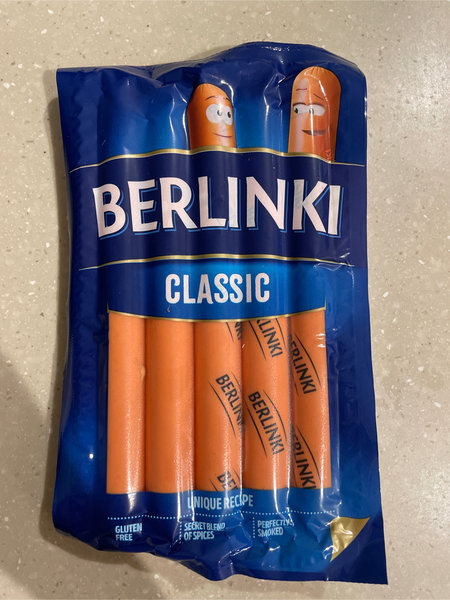 BERLINKI
CLASSIC
BERLINKI
BERLINKI
BERLINKI
BERLINKI
UNIQUE RECIPE
GLUTEN
FREE
SECRET BLEND
OF SPICES
PERFECTLY
SMOKED